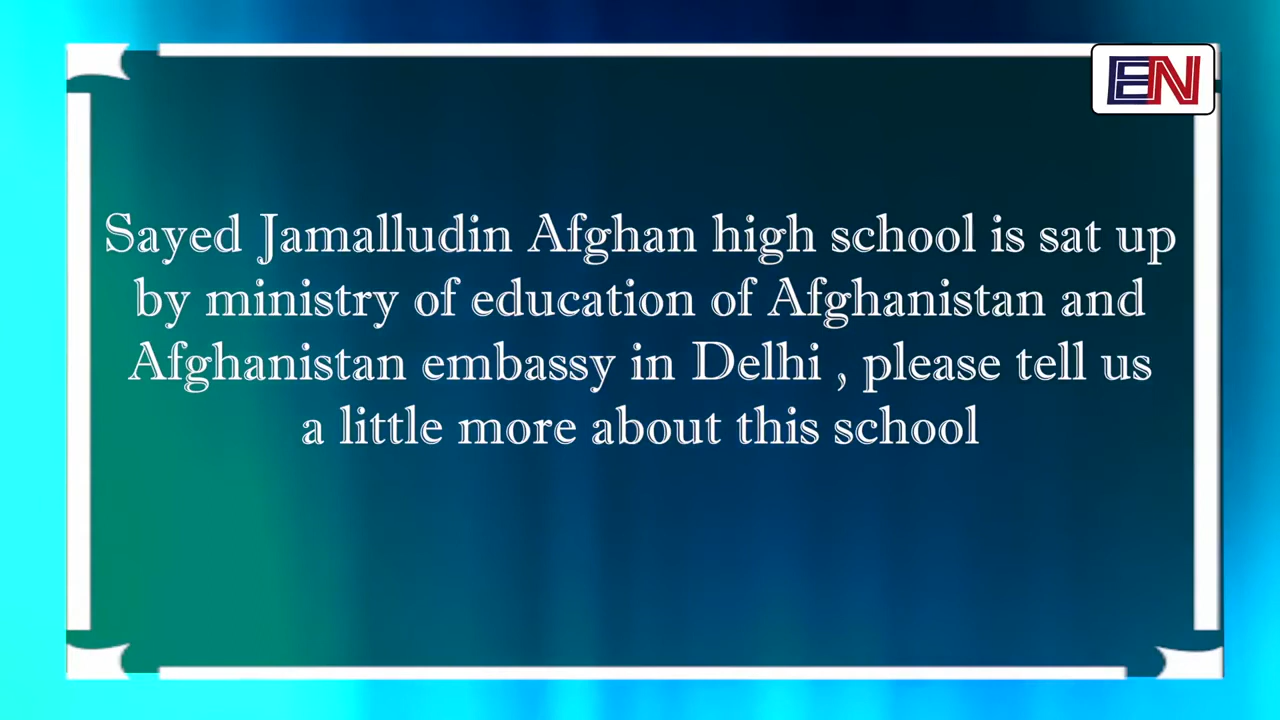 EN
Sayed Jamalludin Afghan high school is sat up
by ministry of education of Afghanistan and
Afghanistan embassy in Delhi , please tell us
a little more about this school